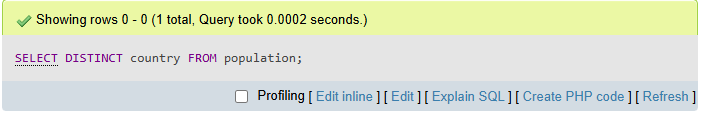 Showing rows 0 - 0 (1 total, Query took 0.0002 seconds.)
SELECT DISTINCT country FROM population;
Profiling [ Edit inline ] [ Edit ] [ Explain SQL ] [ Create PHP code ] [ Refresh ]